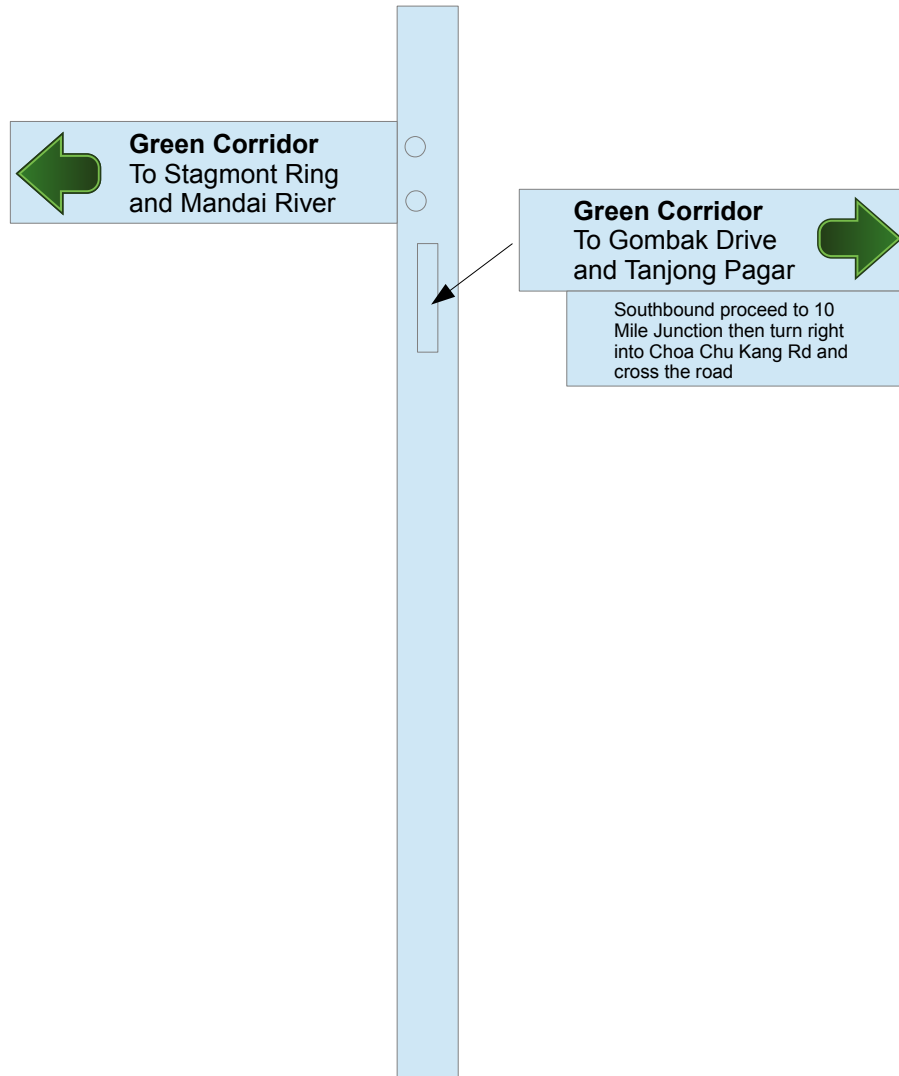 Green Corridor
To Stagmont Ring
and Mandai River
Green Corridor
To Gombak Drive
and Tanjong Pagar
Southbound proceed to 10
Mile Junction then turn right
into Choa Chu Kang Rd and
cross the road